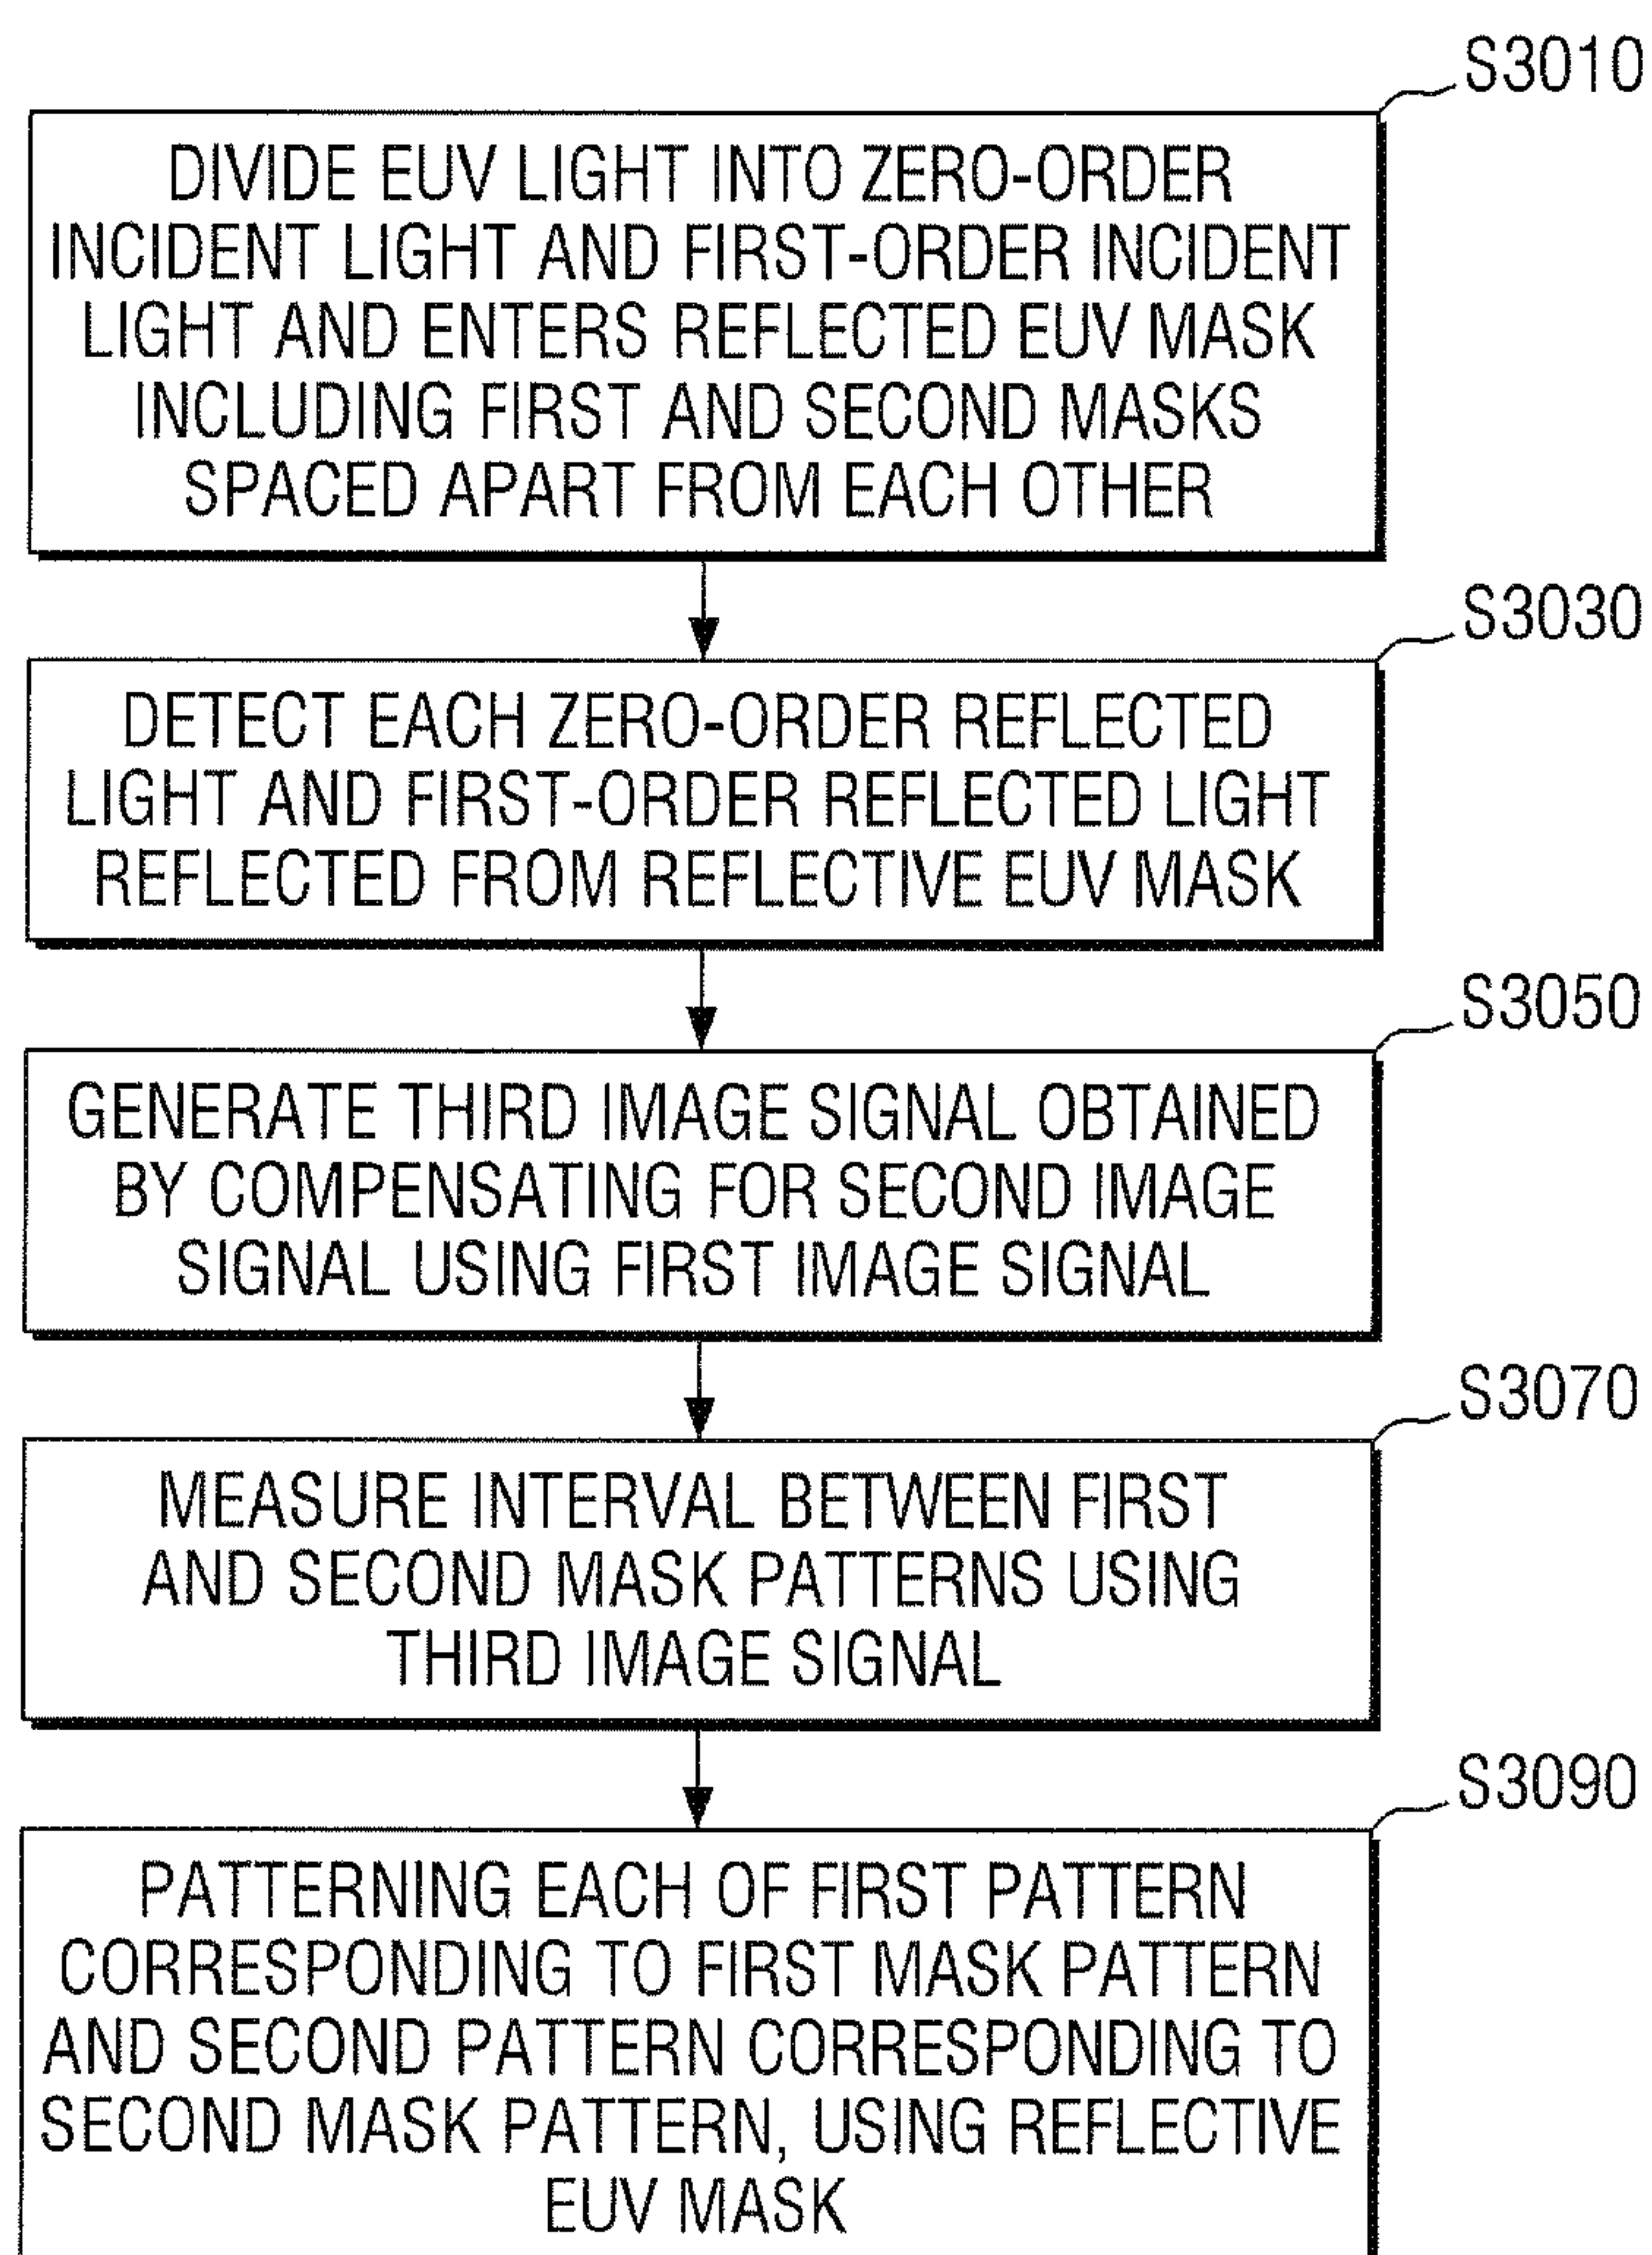 S3010
DIVIDE EUV LIGHT INTO ZERO-ORDER
INCIDENT LIGHT AND FIRST-ORDER INCIDENT
LIGHT AND ENTERS REFLECTED EUV MASK
INCLUDING FIRST AND SECOND MASKS
SPACED APART FROM EACH OTHER
S3030
DETECT EACH ZERO-ORDER REFLECTED
LIGHT AND FIRST-ORDER REFLECTED LIGHT
REFLECTED FROM REFLECTIVE EUV MASK
S3050
GENERATE THIRD IMAGE SIGNAL OBTAINED
BY COMPENSATING FOR SECOND IMAGE
SIGNAL USING FIRST IMAGE SIGNAL
S3070
MEASURE INTERVAL BETWEEN FIRST
AND SECOND MASK PATTERNS USING
THIRD IMAGE SIGNAL
S3090
PATTERNING EACH OF FIRST PATTERN
CORRESPONDING TO FIRST MASK PATTERN
AND SECOND PATTERN CORRESPONDING TO
SECOND MASK PATTERN, USING REFLECTIVE
EUV MASK